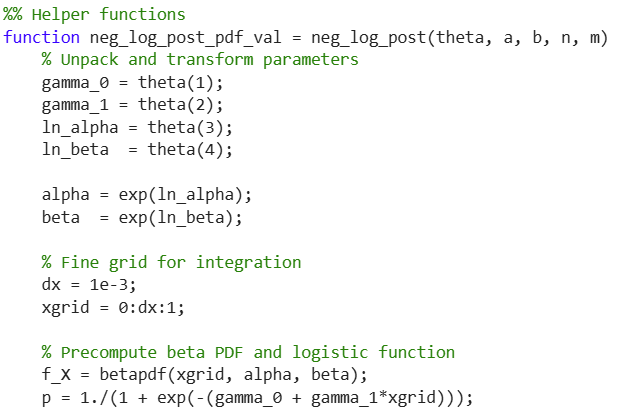 %% Helper functions
function neg_log_post_pdf_val = neg_log_post(theta, a, b, n, m)
% Unpack and transform parameters
gamma_0 = theta(1);
gamma_1 = theta(2);
ln_alpha = theta(3);
ln_beta  = theta(4);
alpha = exp(ln_alpha);
beta  = exp(ln_beta);
% Fine grid for integration
dx = 1e-3;
xgrid = 0:dx:1;
% Precompute beta PDF and logistic function
f_X = betapdf(xgrid, alpha, beta);
p = 1./(1 + exp(-(gamma_0 + gamma_1*xgrid)));